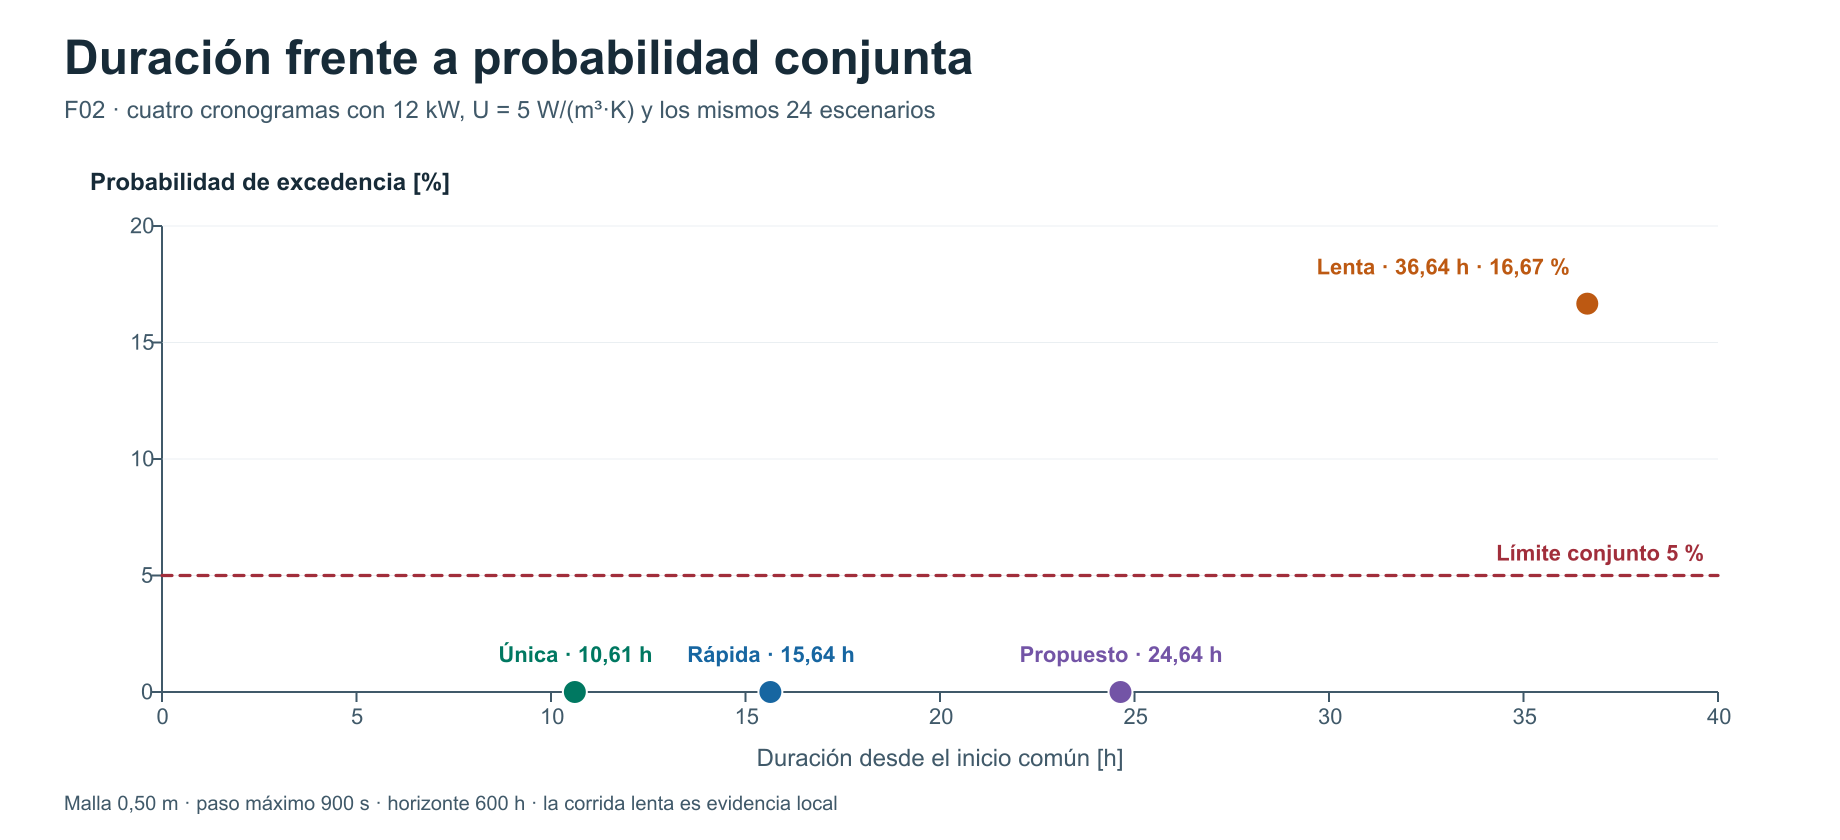 Duración frente a probabilidad conjunta
F02 · cuatro cronogramas con 12 kW, U = 5 W/(m³·K) y los mismos 24 escenarios
Probabilidad de excedencia [%]
20
Lenta · 36,64 h · 16,67 %
15
10
Límite conjunto 5 %
5
Única · 10,61 h Rápida · 15,64 h Propuesto · 24,64 h
0
0 5 10 15 20 25 30 35 40
Duración desde el inicio común [h]
Malla 0,50 m · paso máximo 900 s · horizonte 600 h · la corrida lenta es evidencia local